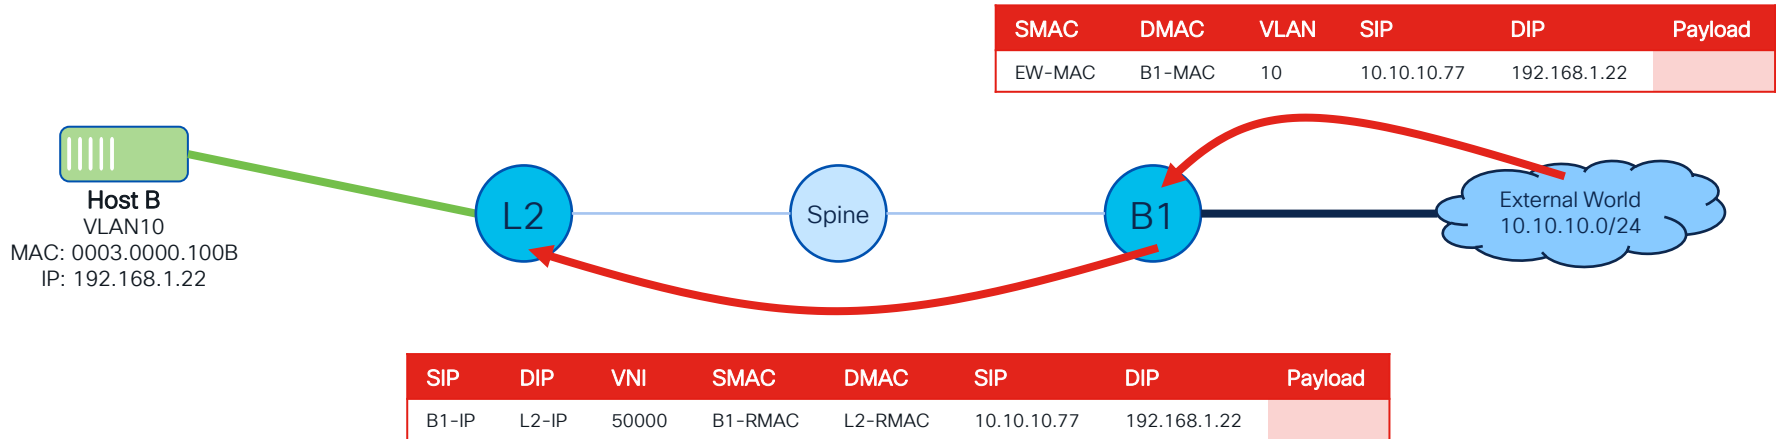 SMAC DMAC VLAN SIP DIP Payload
EW-MAC B1-MAC 10 10.10.10.77 192.168.1.22
Host B
VLAN10
MAC: 0003.0000.100B
IP: 192.168.1.22
L2
Spine
B1
External World
10.10.10.0/24
SIP DIP VNI SMAC DMAC SIP DIP Payload
B1-IP L2-IP 50000 B1-RMAC L2-RMAC 10.10.10.77 192.168.1.22